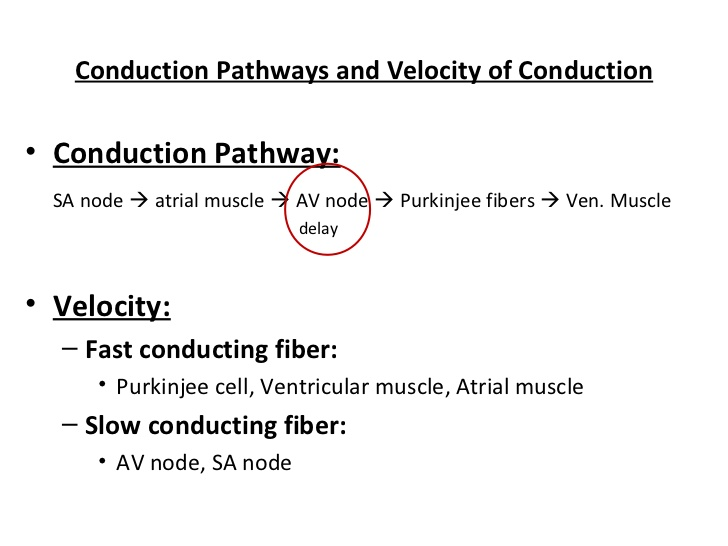 Conduction Pathways and Velocity of Conduction
• Conduction Pathway:
SA node → atrial muscle → AV node → Purkinjee fibers → Ven. Muscle
delay
• Velocity:
– Fast conducting fiber:
• Purkinjee cell, Ventricular muscle, Atrial muscle
– Slow conducting fiber:
• AV node, SA node